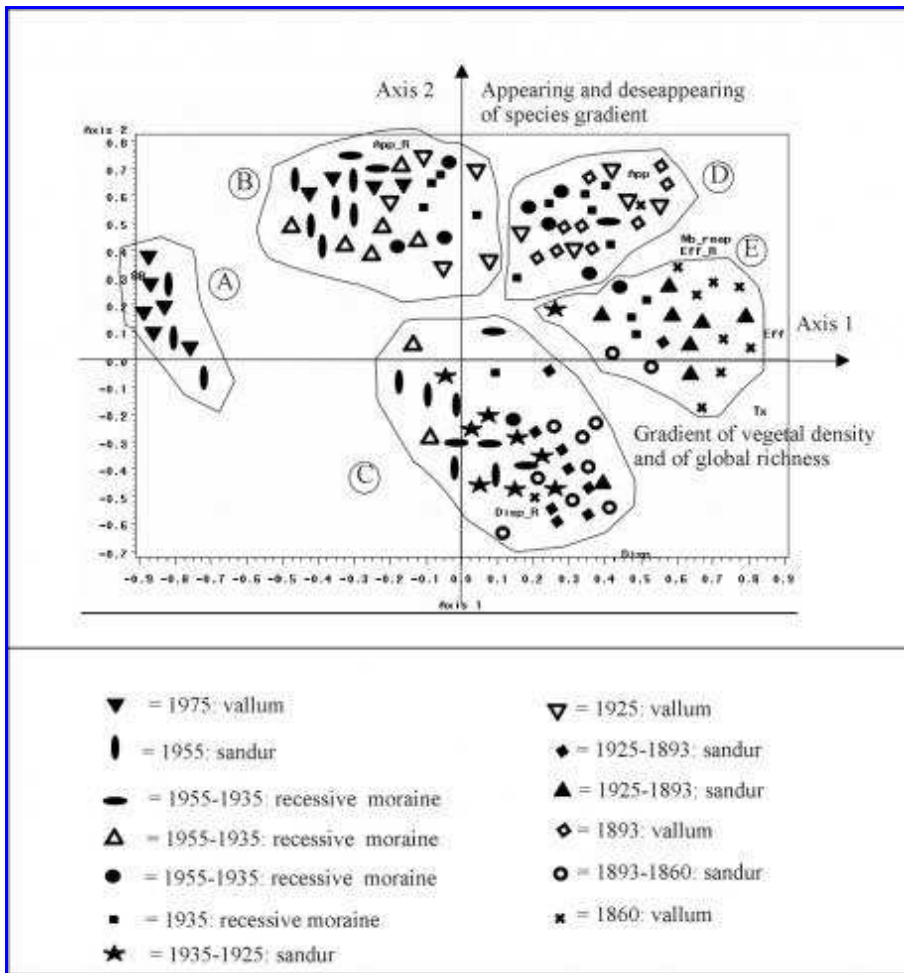 Axis 2
Appearing and deseappearing
of species gradient
Axis 2
0.8
0.7
0.6
0.5
0.4
0.3
0.2
0.1
0.0
-0.1
-0.2
-0.3
-0.4
-0.5
-0.6
-0.7
App_R
B
App
D
A
E
Eff_R
Axis 1
Eff
Tx
Gradient of vegetal density
and of global richness
C
Disp_R
Disp
-0.9 -0.8 -0.7 -0.6 -0.5 -0.4 -0.3 -0.2 -0.1 0.0 0.1 0.2 0.3 0.4 0.5 0.6 0.7 0.8 0.9
Axis 1
= 1975: vallum
= 1955: sandur
= 1955-1935: recessive moraine
= 1955-1935: recessive moraine
= 1955-1935: recessive moraine
= 1935: recessive moraine
= 1935-1925: sandur
= 1925: vallum
= 1925-1893: sandur
= 1925-1893: sandur
= 1893: vallum
= 1893-1860: sandur
= 1860: vallum